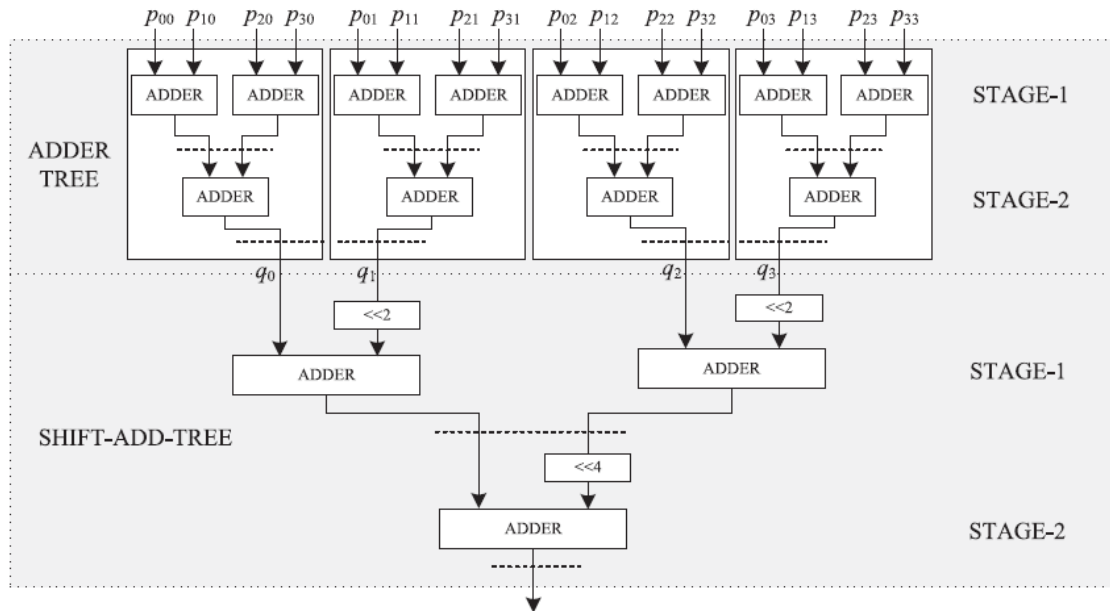 p00 p10 p20 p30 p01 p11 p21 p31 p02 p12 p22 p32 p03 p13 p23 p33
ADDER ADDER ADDER ADDER ADDER ADDER ADDER ADDER STAGE-1
ADDER
TREE
ADDER ADDER ADDER ADDER STAGE-2
q0 q1 q2 q3
<<2 <<2
ADDER ADDER STAGE-1
SHIFT-ADD-TREE
<<4
ADDER STAGE-2